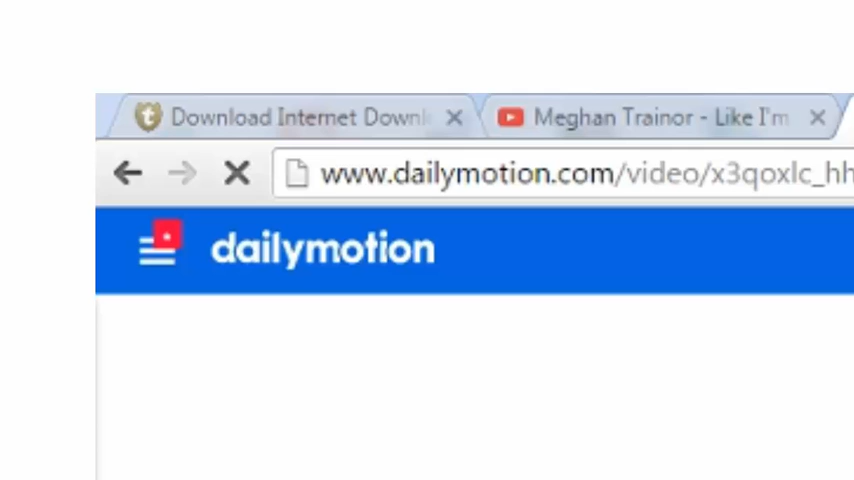 Download Internet Downl
Meghan Trainor - Like I'm
www.dailymotion.com/video/x3qoxlc_hh
dailymotion